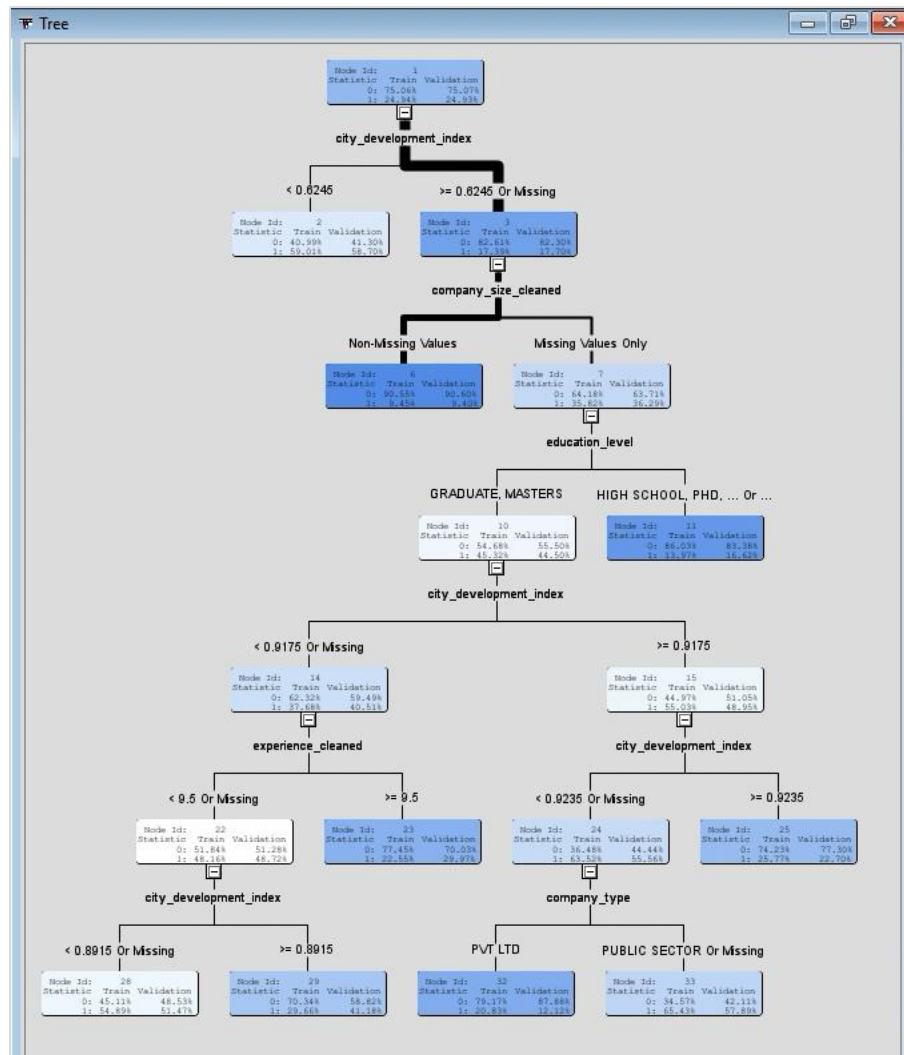 Tree
Node Id: 1
Statistic Train Validation
0: 75.06% 75.07%
1: 24.94% 24.93%
city_development_index
< 0.6245
>= 0.6245 Or Missing
Node Id: 2
Statistic Train Validation
0: 40.99% 41.30%
1: 59.01% 58.70%
Node Id: 3
Statistic Train Validation
0: 82.61% 82.30%
1: 17.39% 17.70%
company_size_cleaned
Non-Missing Values
Missing Values Only
Node Id: 6
Statistic Train Validation
0: 90.55% 90.60%
1: 9.45% 9.40%
Node Id: 7
Statistic Train Validation
0: 64.18% 63.71%
1: 35.82% 36.29%
education_level
GRADUATE, MASTERS
HIGH SCHOOL, PHD, ... Or ...
Node Id: 10
Statistic Train Validation
0: 54.68% 55.50%
1: 45.32% 44.50%
Node Id: 11
Statistic Train Validation
0: 86.03% 83.38%
1: 13.97% 16.62%
city_development_index
< 0.9175 Or Missing
>= 0.9175
Node Id: 14
Statistic Train Validation
0: 62.32% 59.49%
1: 37.68% 40.51%
Node Id: 15
Statistic Train Validation
0: 44.97% 51.05%
1: 55.03% 48.95%
experience_cleaned
city_development_index
< 9.5 Or Missing
>= 9.5
< 0.9235 Or Missing
>= 0.9235
Node Id: 22
Statistic Train Validation
0: 51.84% 51.28%
1: 48.16% 48.72%
Node Id: 23
Statistic Train Validation
0: 77.45% 70.03%
1: 22.55% 29.97%
Node Id: 24
Statistic Train Validation
0: 36.48% 44.44%
1: 63.52% 55.56%
Node Id: 25
Statistic Train Validation
0: 74.23% 77.30%
1: 25.77% 22.70%
city_development_index
company_type
< 0.8915 Or Missing
>= 0.8915
PVT LTD
PUBLIC SECTOR Or Missing
Node Id: 28
Statistic Train Validation
0: 45.11% 48.53%
1: 54.89% 51.47%
Node Id: 29
Statistic Train Validation
0: 70.34% 58.82%
1: 29.66% 41.18%
Node Id: 32
Statistic Train Validation
0: 79.17% 87.88%
1: 20.83% 12.12%
Node Id: 33
Statistic Train Validation
0: 34.57% 42.11%
1: 65.43% 57.89%